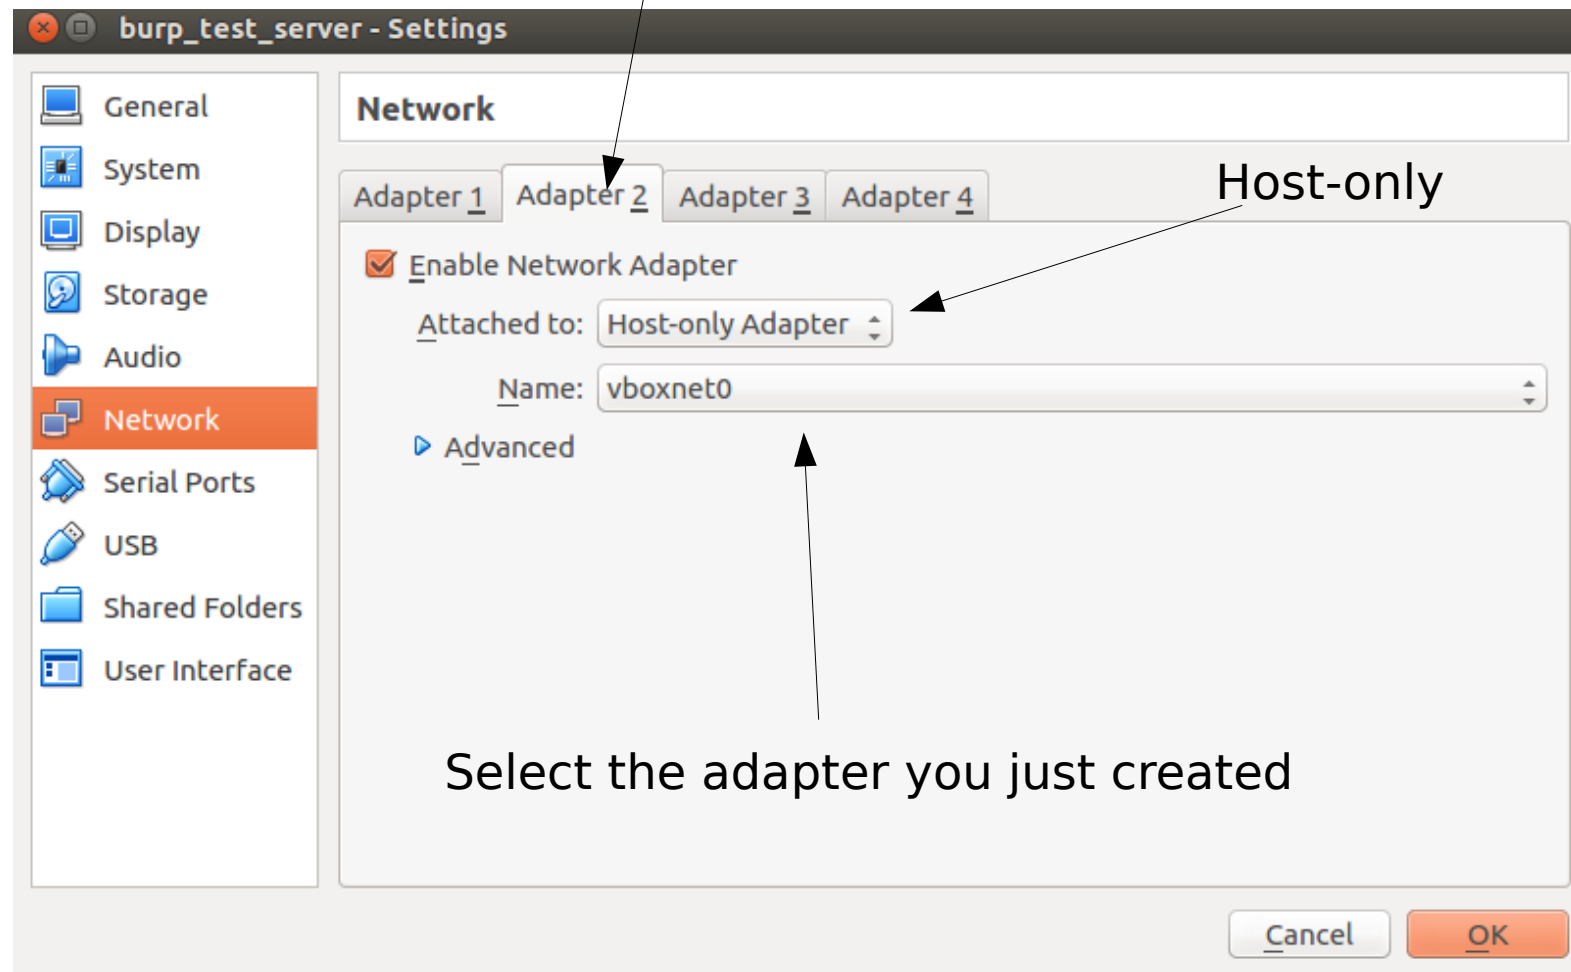 burp_test_server - Settings
General
System
Display
Storage
Audio
Network
Serial Ports
USB
Shared Folders
User Interface
Network
Adapter 1 Adapter 2 Adapter 3 Adapter 4
Host-only
Enable Network Adapter
Attached to: Host-only Adapter
Name: vboxnet0
Advanced
Select the adapter you just created
Cancel OK